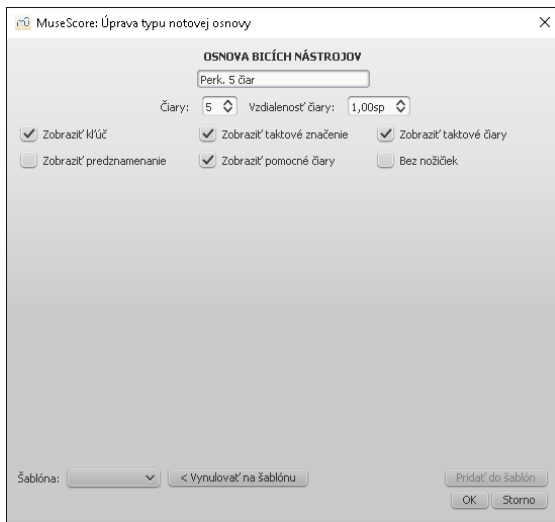 MuseScore: Úprava typu notovej osnovy
OSNOVA BICÍCH NÁSTROJOV
Perk. 5 čiar
Čiary: 5 Vzdialenosť čiary: 1,00sp
Zobraziť kľúč Zobraziť taktové značenie Zobraziť taktové čiary
Zobraziť predznamenanie Zobraziť pomocné čiary Bez nožičiek
Šablóna: < Vynulovať na šablónu Pridať do šablón
OK Storno